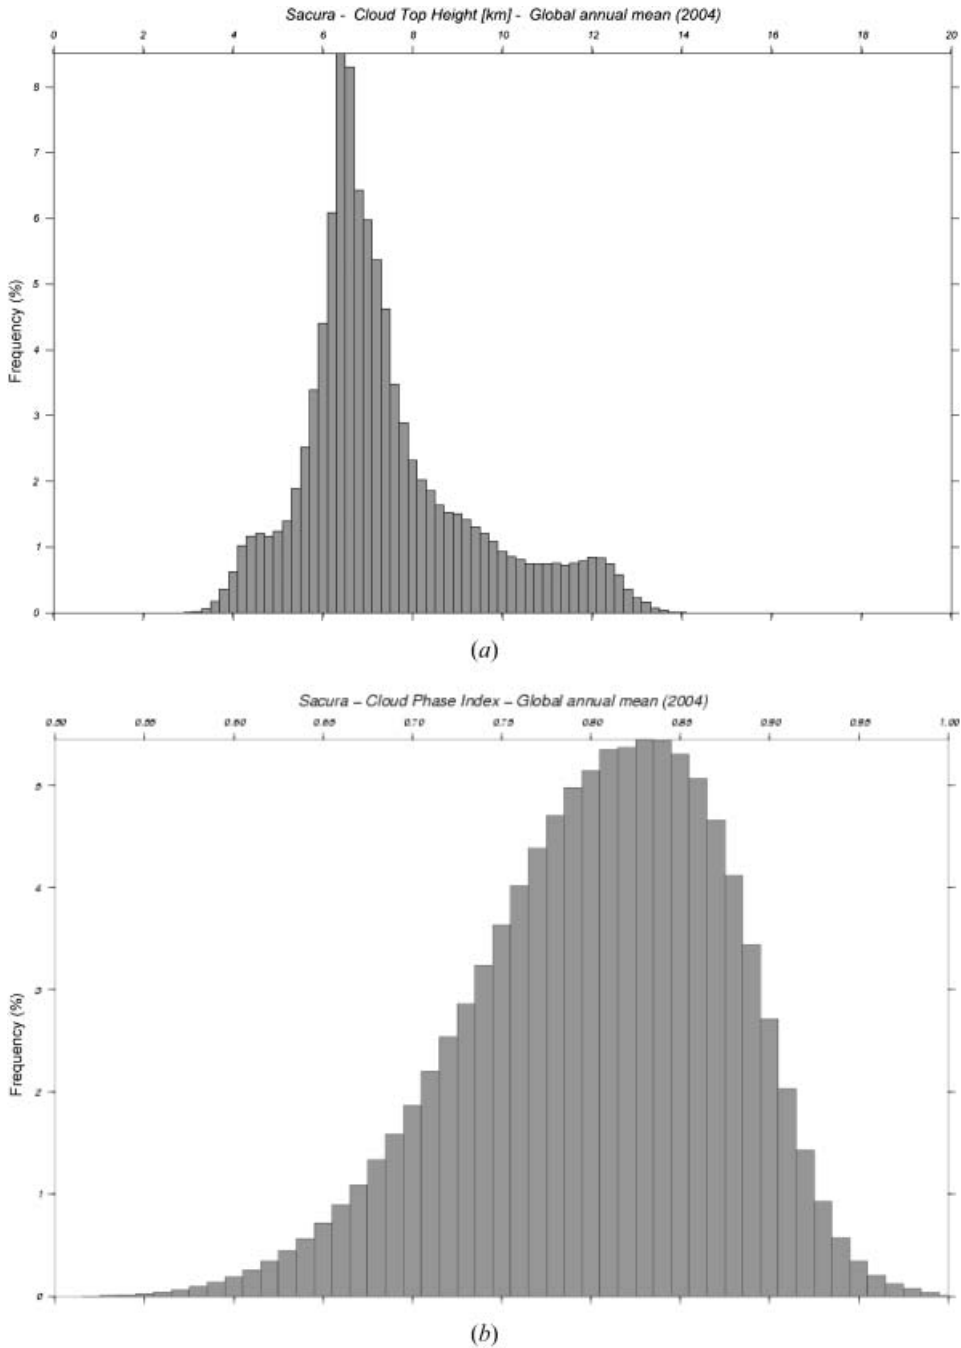 Sacura - Cloud Top Height [km] - Global annual mean (2004)
0 2 4 6 8 10 12 14 16 18 20
8
7
6
5
4
3
2
1
0
Frequency (%)
(a)
Sacura – Cloud Phase Index – Global annual mean (2004)
0.50 0.55 0.60 0.65 0.70 0.75 0.80 0.85 0.90 0.95 1.00
5
4
3
2
1
0
Frequency (%)
(b)